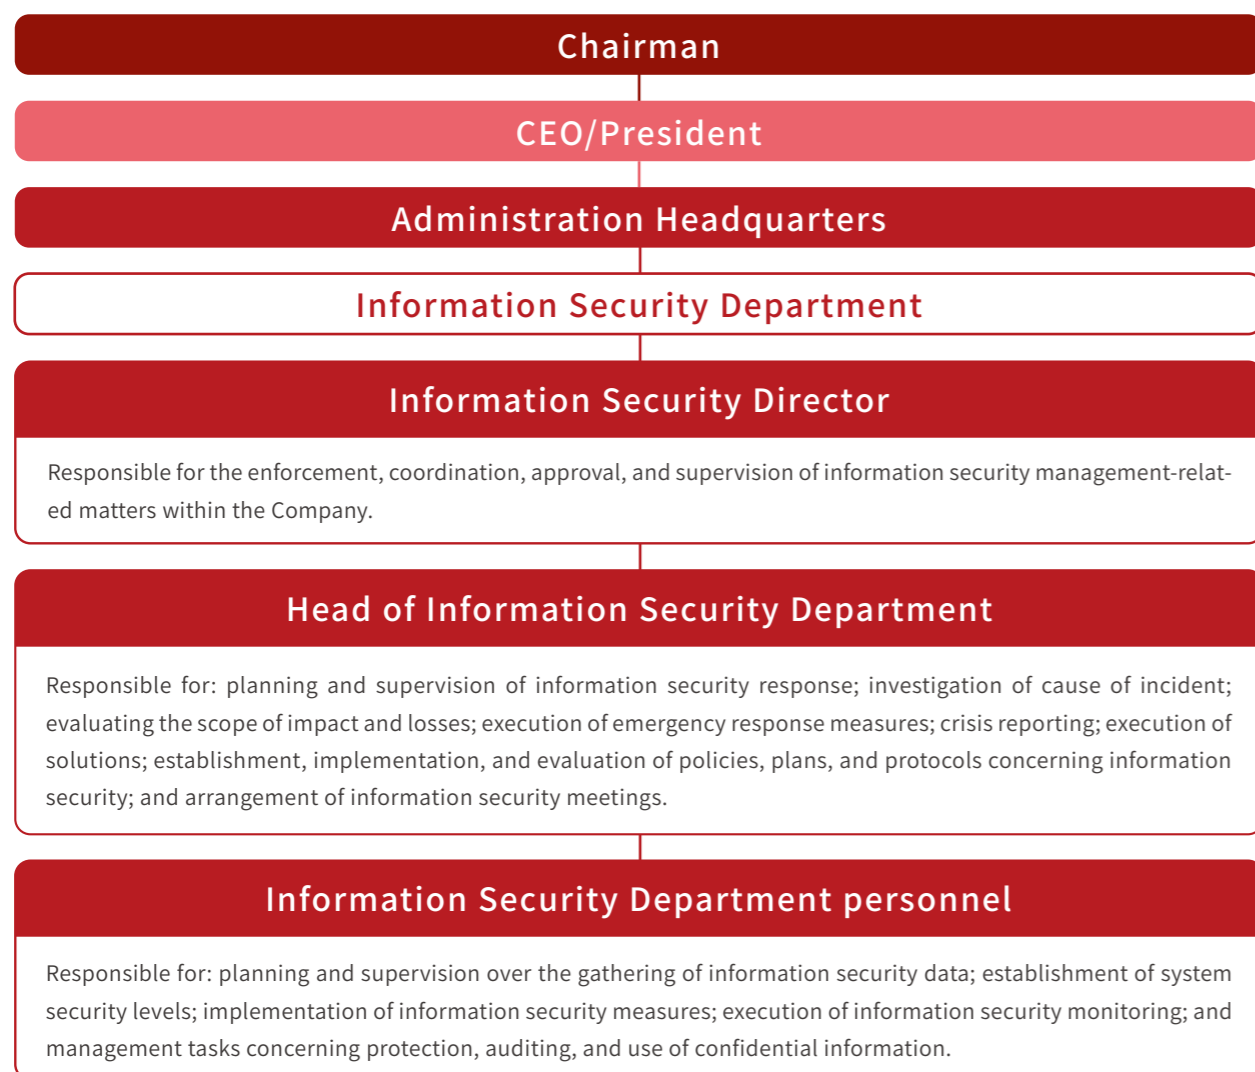 Chairman
CEO/President
Administration Headquarters
Information Security Department
Information Security Director
Responsible for the enforcement, coordination, approval, and supervision of information security management-relat-
ed matters within the Company.
Head of Information Security Department
Responsible for: planning and supervision of information security response; investigation of cause of incident;
evaluating the scope of impact and losses; execution of emergency response measures; crisis reporting; execution of
solutions; establishment, implementation, and evaluation of policies, plans, and protocols concerning information
security; and arrangement of information security meetings.
Information Security Department personnel
Responsible for: planning and supervision over the gathering of information security data; establishment of system
security levels; implementation of information security measures; execution of information security monitoring; and
management tasks concerning protection, auditing, and use of confidential information.